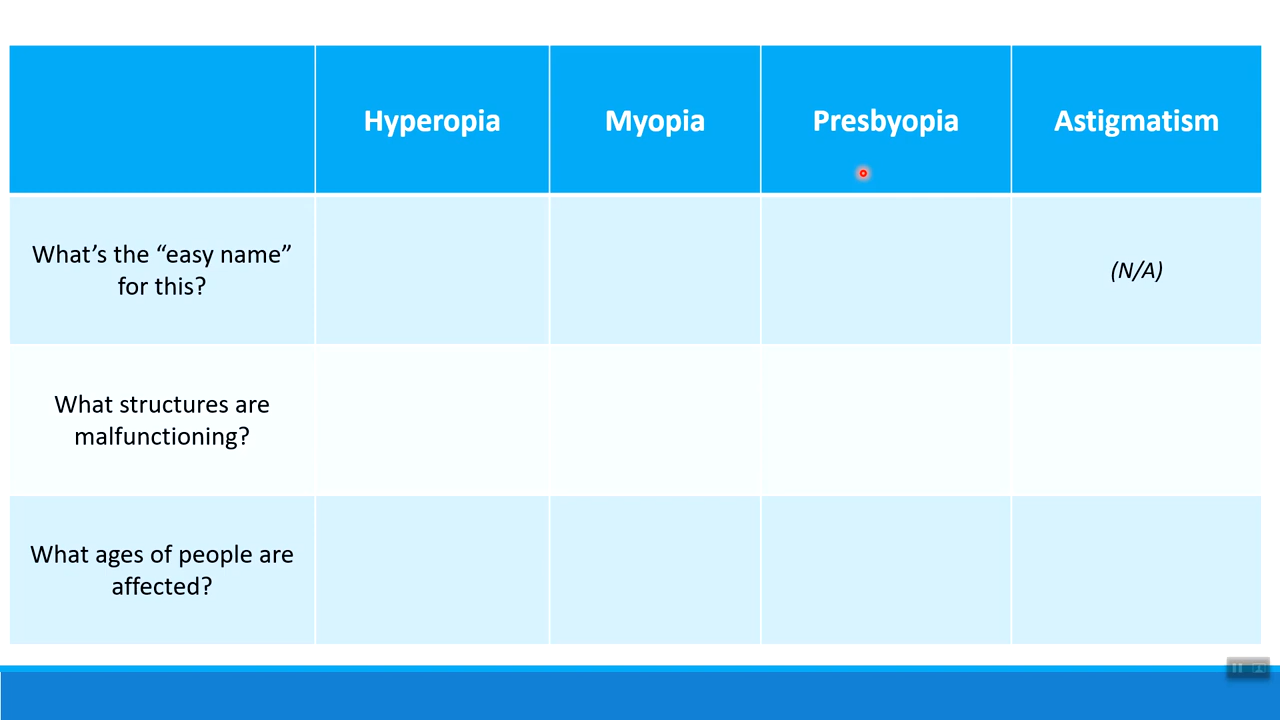 Hyperopia
Myopia
Presbyopia
Astigmatism
What’s the “easy name”
for this?
(N/A)
What structures are
malfunctioning?
What ages of people are
affected?